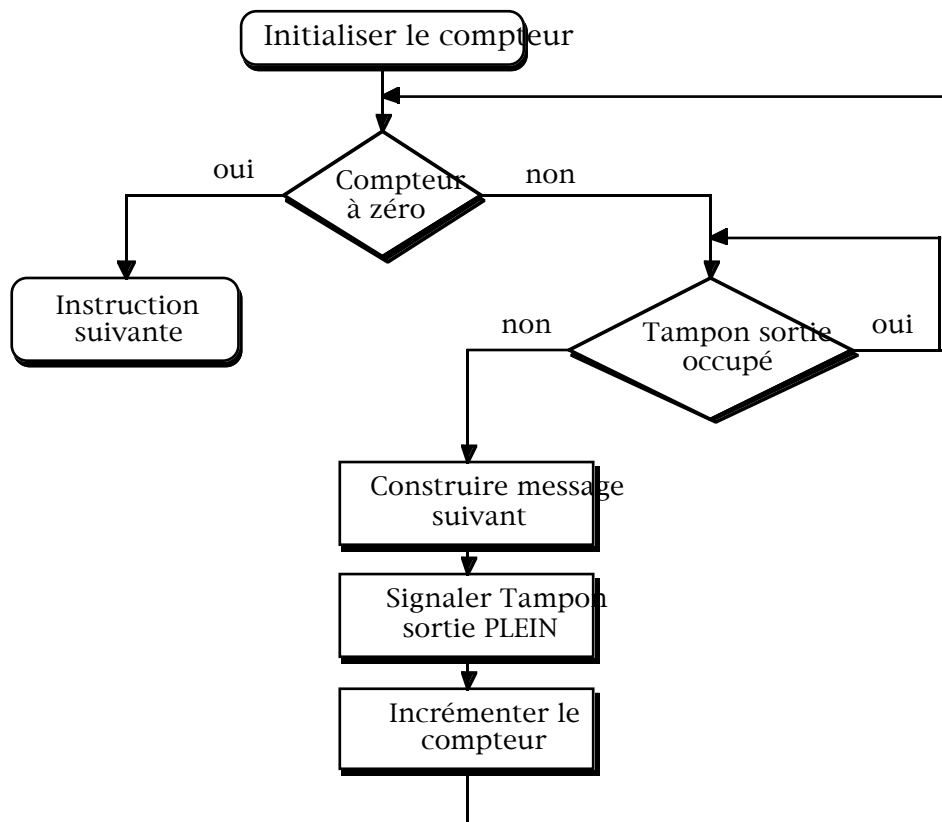 Initialiser le compteur
oui
Compteur
à zéro
non
Instruction
suivante
non
Tampon sortie
occupé
oui
Construire message
suivant
Signaler Tampon
sortie PLEIN
Incrémenter le
compteur